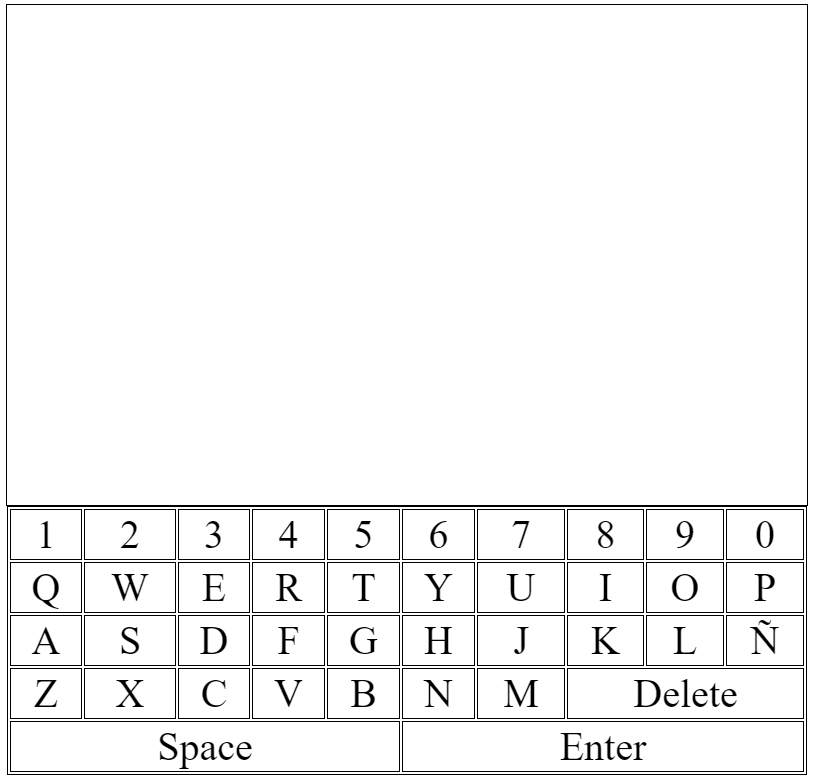 1 2 3 4 5 6 7 8 9 0
Q W E R T Y U I O P
A S D F G H J K L Ñ
Z X C V B N M Delete
Space Enter